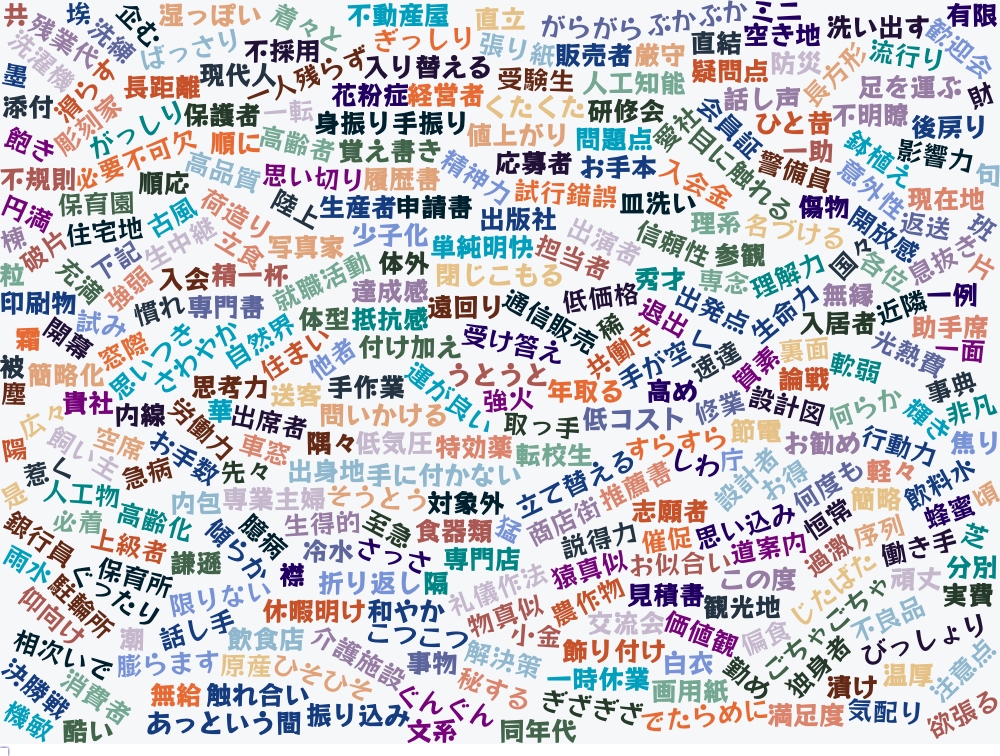 共
埃
洗練
企む
湿っぽい
着々と
不動産屋
直立
がらがら
ぶかぶか
ミニ
空き地
洗い出す
有限
歓迎会
残業代
洗濯機
ばっさり
不採用
ぎっしり
張り紙
販売者
厳守
直結
防災
流行り
長方形
墨
滑らす
長距離
現代人
一人残らず
入り替える
受験生
人工知能
疑問点
足を運ぶ
財
添付
彫刻家
がっしり
保護者
一転
花粉症
経営者
くたくた
研修会
会員証
話し声
不明瞭
ひと昔
後戻り
飽き
必要不可欠
順に
高齢者
身振り手振り
覚え書き
値上がり
問題点
目に触れる
一助
警備員
鉢植え
影響力
句
不規則
順応
高品質
思い切り
履歴書
精神力
応募者
お手本
入会金
意外性
現在地
円満
保育園
古風
荷造り
陸上
生産者
申請書
試行錯誤
皿洗い
出版社
理系
名づける
傷物
開放感
返送
班
棟
破片
住宅地
下記
生中継
立食
写真家
少子化
単純明快
担当者
出演者
信頼性
参観
各位
息抜き
片
粒
充満
強弱
入会
精一杯
就職活動
体外
閉じこもる
秀才
専念
理解力
印刷物
試み
慣れ
専門書
達成感
遠回り
通信販売
低価格
稀
退出
出発点
生命力
無縁
近隣
一例
霜
開幕
窓際
思いつき
さわやか
自然界
体型
抵抗感
受け答え
共働き
手が空く
速達
入居者
助手席
光熱費
一面
被
塵
簡略化
思考力
住まい
他者
付け加え
うとうと
運が良い
年取る
高め
質素
裏面
論戦
軟弱
事典
広々
貴社
内線
労働力
華
出席者
送客
手作業
問いかける
強火
取っ手
低コスト
修業
設計図
何らか
輝き
非凡
陽
惹く
飼い主
空席
急病
お手数
車窓
先々
隅々
低気圧
特効薬
転校生
すらすら
節電
お勧め
行動力
焦り
昼
人工物
内包
専業主婦
出身地
手に付かない
そうとう
対象外
立て替える
推薦書
しわ
庁
設計者
お得
何度も
軽々
簡略
飲料水
頃
銀行員
必着
高齢化
上級者
傾らか
臆病
生得的
至急
食器類
猛
商店街
説得力
志願者
催促
思い込み
恒常
序列
蜂蜜
芝
雨水
鮭
謙遜
冷水
さっさ
専門店
猿真似
お似合い
道案内
過激
働き手
分別
ぐったり
保育所
襟
限りない
折り返し
隔
礼儀作法
農作物
見積書
この度
観光地
じたばた
頑丈
実費
仰向け
潮
話し手
飲食店
休暇明け
和やか
こつこつ
物真似
小金
交流会
価値観
偏食
ごちゃごちゃ
不良品
びっしょり
相次いで
膨らます
原産
ひそひそ
介護施設
事物
解決策
飾り付け
白衣
勤め
独身者
注意点
決勝戦
消費者
無給
触れ合い
ぐんぐん
秘する
一時休業
画用紙
漬け
温厚
機敏
酷い
あっという間
振り込み
文系
同年代
ぎざぎざ
でたらめに
満足度
気配り
欲張る